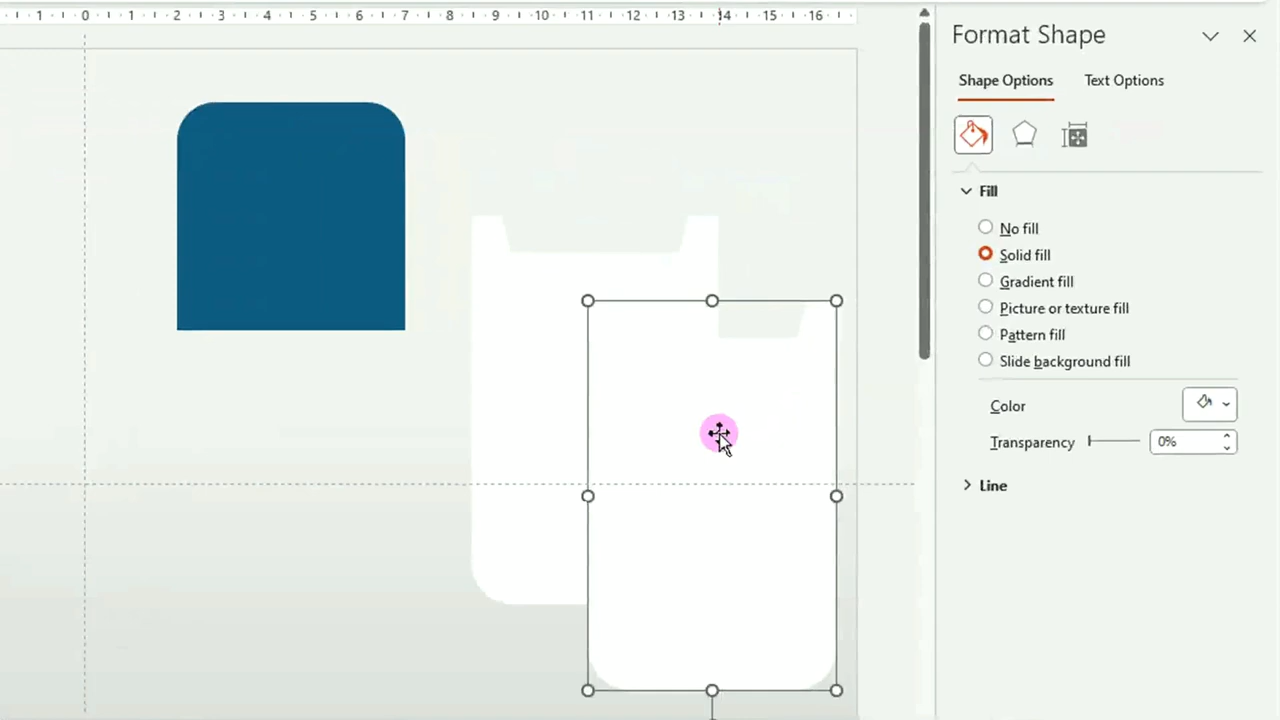 1 0 1 2 3 4 5 6 7 8 9 10 11 12 13 14 15 16
Format Shape
Shape Options Text Options
Fill
No fill
Solid fill
Gradient fill
Picture or texture fill
Pattern fill
Slide background fill
Color
Transparency 0%
Line